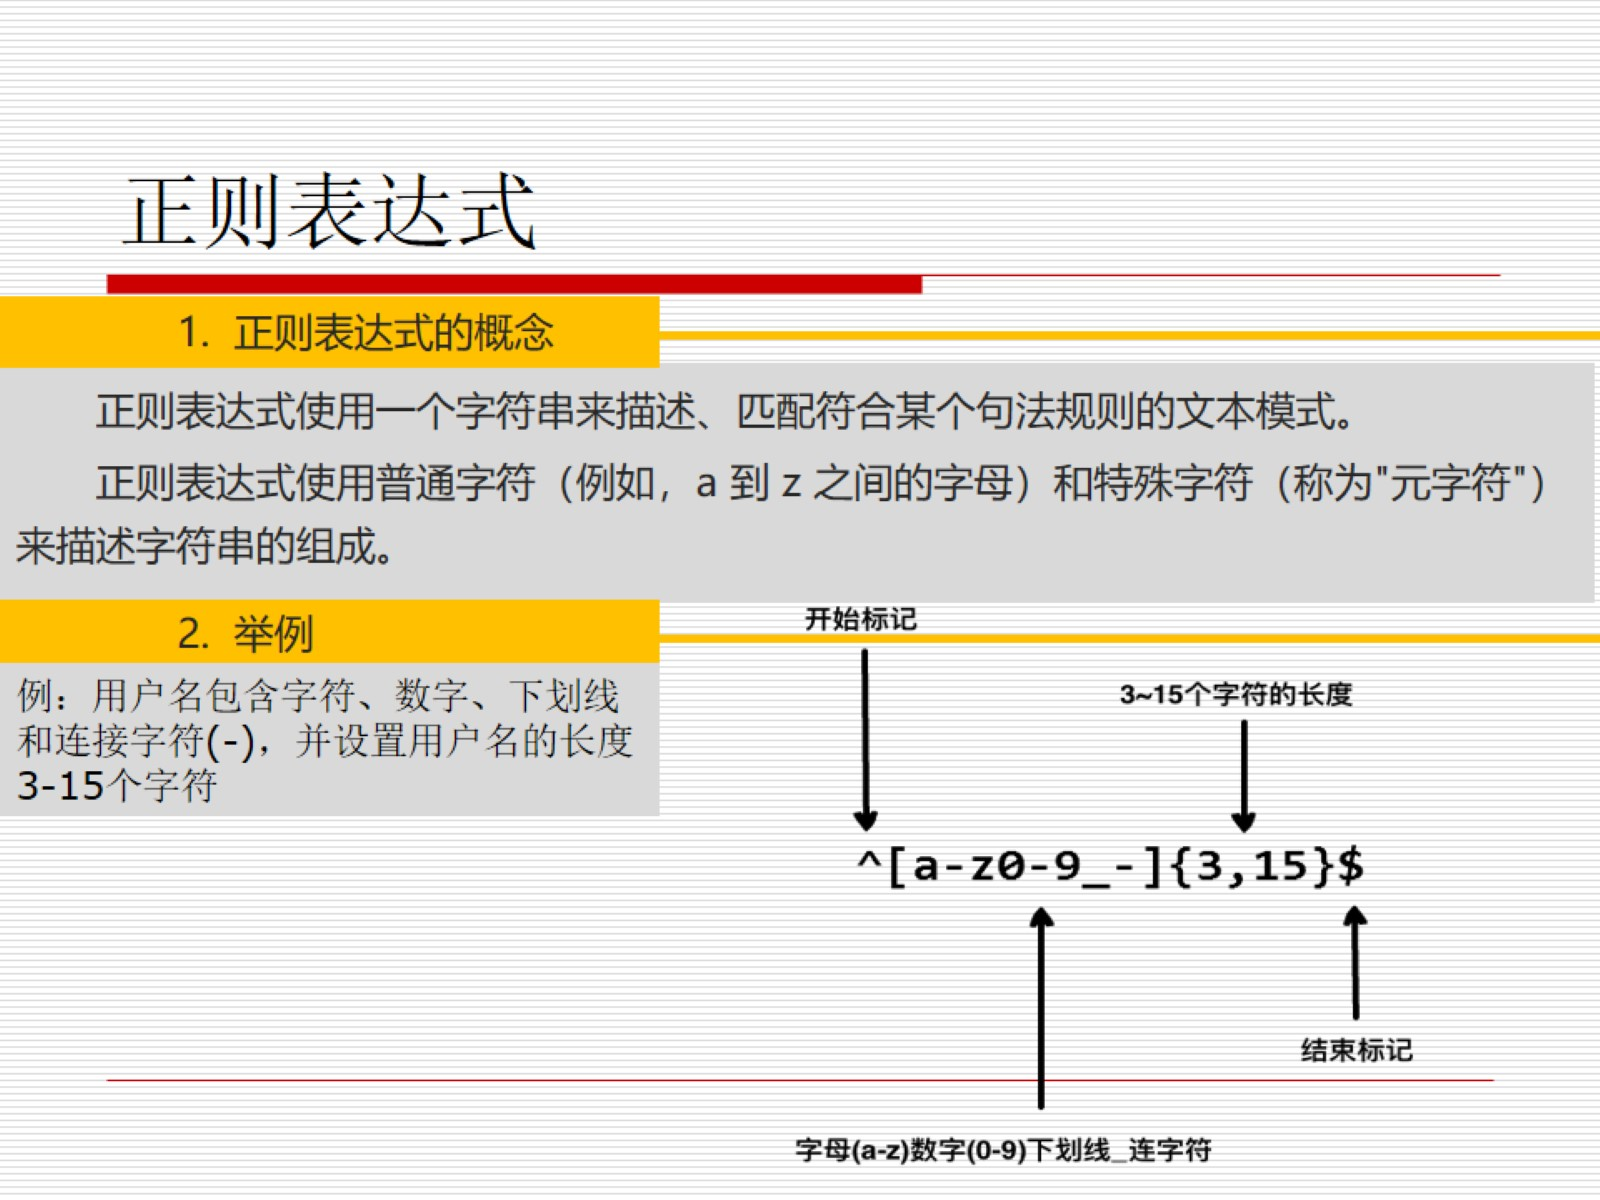 正则表达式
1. 正则表达式的概念
正则表达式使用一个字符串来描述、匹配符合某个句法规则的文本模式。
正则表达式使用普通字符（例如，a 到 z 之间的字母）和特殊字符（称为"元字符"）
来描述字符串的组成。
2. 举例
例：用户名包含字符、数字、下划线
和连接字符(-)，并设置用户名的长度
3-15个字符
开始标记
3~15个字符的长度
^[a-z0-9_-]{3,15}$
结束标记
字母(a-z)数字(0-9)下划线_连字符